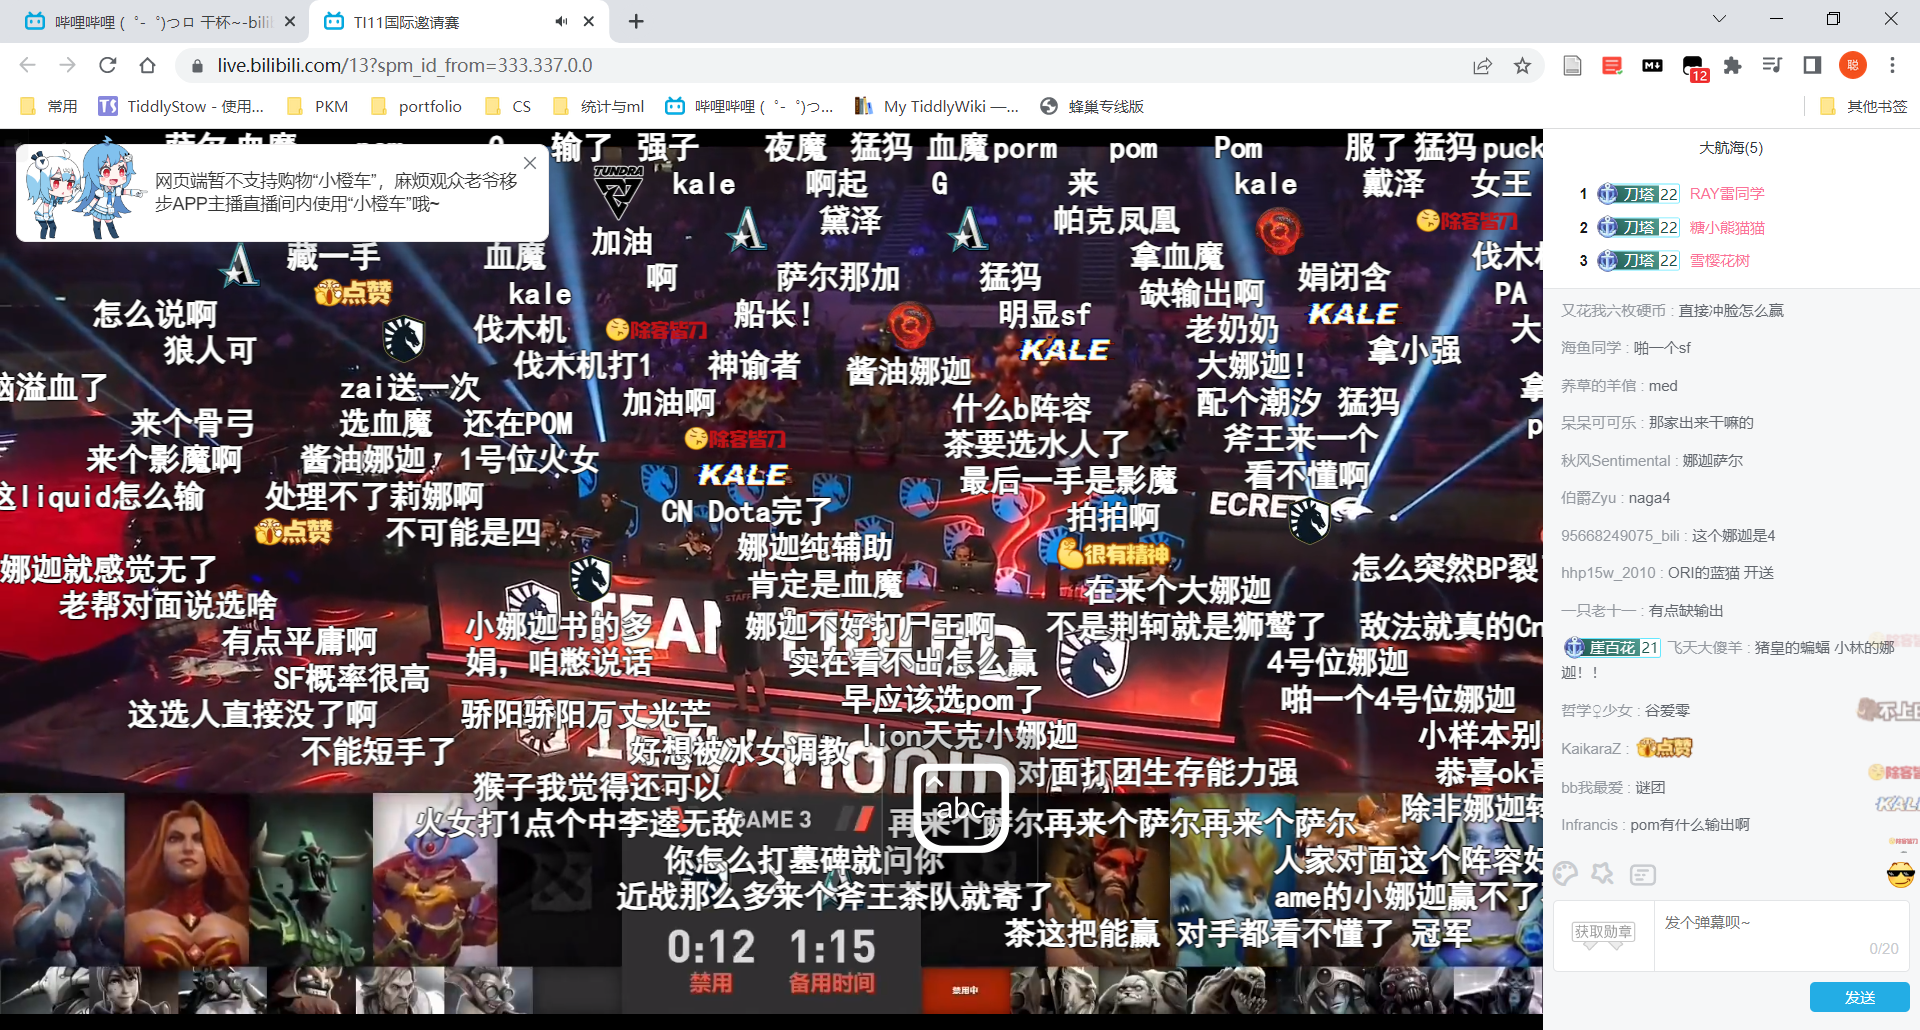 哔哩哔哩 (゜-゜)つロ 干杯~-bili
TI11国际邀请赛
live.bilibili.com/13?spm_id_from=333.337.0.0
12
聪
常用
TiddlyStow - 使用...
PKM
portfolio
CS
统计与ml
哔哩哔哩 (゜-゜)つ...
My TiddlyWiki —...
蜂巢专线版
其他书签
网页端暂不支持购物“小橙车”，麻烦观众老爷移
步APP主播直播间内使用“小橙车”哦~
输了 强子 夜魔 猛犸 血魔 porm pom Pom 服了 猛犸 puck
TUNDRA
kale 啊起 G 来 kale 戴泽 女王
黛泽 帕克凤凰 除客皆刀
藏一手 血魔 加油 拿血魔
啊 萨尔那加 猛犸 娟闭含
点赞 kale 缺输出啊 PA
怎么说啊 船长！ 明显sf KALE
伐木机 除客皆刀 老奶奶 大
狼人可 KALE 拿小强
伐木机打1 神谕者 酱油娜迦 大娜迦！
脑溢血了 zai送一次
加油啊 什么b阵容 配个潮汐 猛犸
来个骨弓 选血魔 还在POM
除客皆刀 茶要选水人了 斧王来一个
来个影魔啊 酱油娜迦， 1号位火女
KALE 最后一手是影魔 看不懂啊
这liquid怎么输 处理不了莉娜啊
CN Dota完了 拍拍啊
点赞 不可能是四
娜迦纯辅助 很有精神
娜迦就感觉无了 怎么突然BP裂
肯定是血魔 在来个大娜迦
老帮对面说选啥
小娜迦书的多 娜迦不好打尸王啊 不是荆轲就是狮鹫了 敌法就真的Cn
有点平庸啊
娟，咱憋说话 实在看不出怎么赢 4号位娜迦
SF概率很高
早应该选pom了 啪一个4号位娜迦
这选人直接没了啊 骄阳骄阳万丈光芒
lion天克小娜迦 小样本别
不能短手了 好想被冰女调教
对面打团生存能力强 恭喜ok哥
猴子我觉得还可以
除非娜迦转
火女打1点个中李逵无敌 GAME 3 再来个萨尔再来个萨尔再来个萨尔
abc
你怎么打墓碑就问你 人家对面这个阵容好
近战那么多来个斧王茶队就寄了 ame的小娜迦赢不了
茶这把能赢 对手都看不懂了 冠军
0:12 1:15
禁用 备用时间
禁用中
大航海(5)
1 刀塔 22 RAY雷同学
2 刀塔 22 糖小熊猫猫
3 刀塔 22 雪樱花树
又花我六枚硬币 : 直接冲脸怎么赢
海鱼同学 : 啪一个sf
养草的羊倌 : med
呆呆可可乐 : 那家出来干嘛的
秋风Sentimental : 娜迦萨尔
伯爵Zyu : naga4
95668249075_bili : 这个娜迦是4
hhp15w_2010 : ORI的蓝猫 开送
一只老十一 : 有点缺输出
崖百花 21 飞天大傻羊 : 猪皇的蝙蝠 小林的娜
迦！！
哲学♀少女 : 谷爱零
KaikaraZ : 点赞
bb我最爱 : 谜团
Infrancis : pom有什么输出啊
获取勋章
发个弹幕呗~
0/20
发送